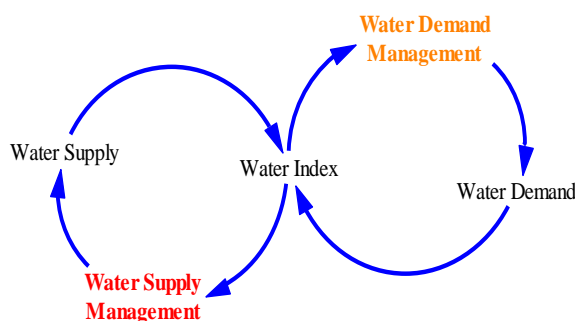 Water Demand
Management
Water Supply
Water Index
Water Demand
Water Supply
Management